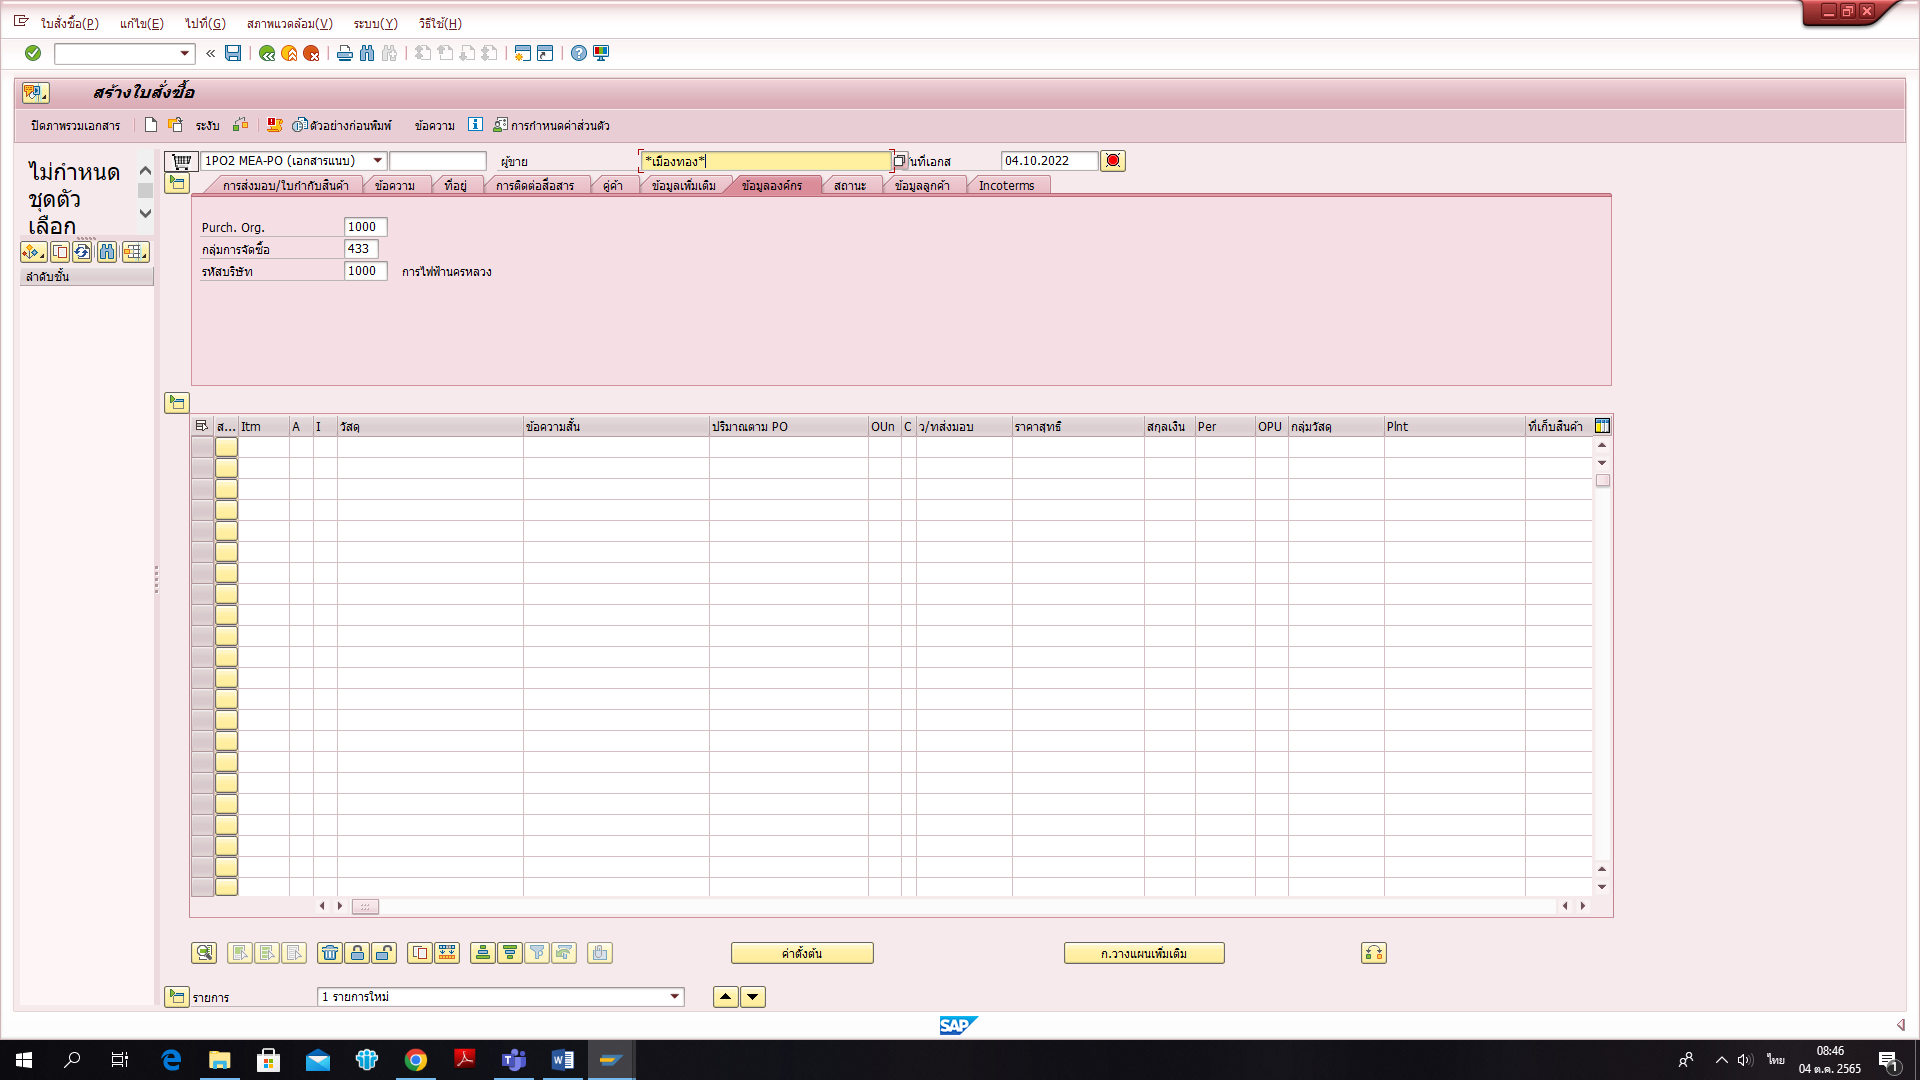 ใบสั่งซื้อ(P) แก้ไข(E) ไปที่(G) สภาพแวดล้อม(V) ระบบ(Y) วิธีใช้(H)
สร้างใบสั่งซื้อ
ปิดภาพรวมเอกสาร ระงับ ตัวอย่างก่อนพิมพ์ ข้อความ การกำหนดค่าส่วนตัว
ไม่กำหนด
ชุดตัว
เลือก
ลำดับชั้น
1PO2 MEA-PO (เอกสารแนบ) ผู้ขาย *เมืองทอง* นที่เอกส 04.10.2022
การส่งมอบ/ใบกำกับสินค้า ข้อความ ที่อยู่ การติดต่อสื่อสาร คู่ค้า ข้อมูลเพิ่มเติม ข้อมูลองค์กร สถานะ ข้อมูลลูกค้า Incoterms
Purch. Org. 1000
กลุ่มการจัดซื้อ 433
รหัสบริษัท 1000 การไฟฟ้านครหลวง
ส... Itm A I วัสดุ ข้อความสั้น ปริมาณตาม PO OUn C ว/ทส่งมอบ ราคาสุทธิ สกุลเงิน Per OPU กลุ่มวัสดุ Plnt ที่เก็บสินค้า
ค่าตั้งต้น ก.วางแผนเพิ่มเติม
รายการ 1 รายการใหม่
SAP
ไทย 08:46
04 ต.ค. 2565 1